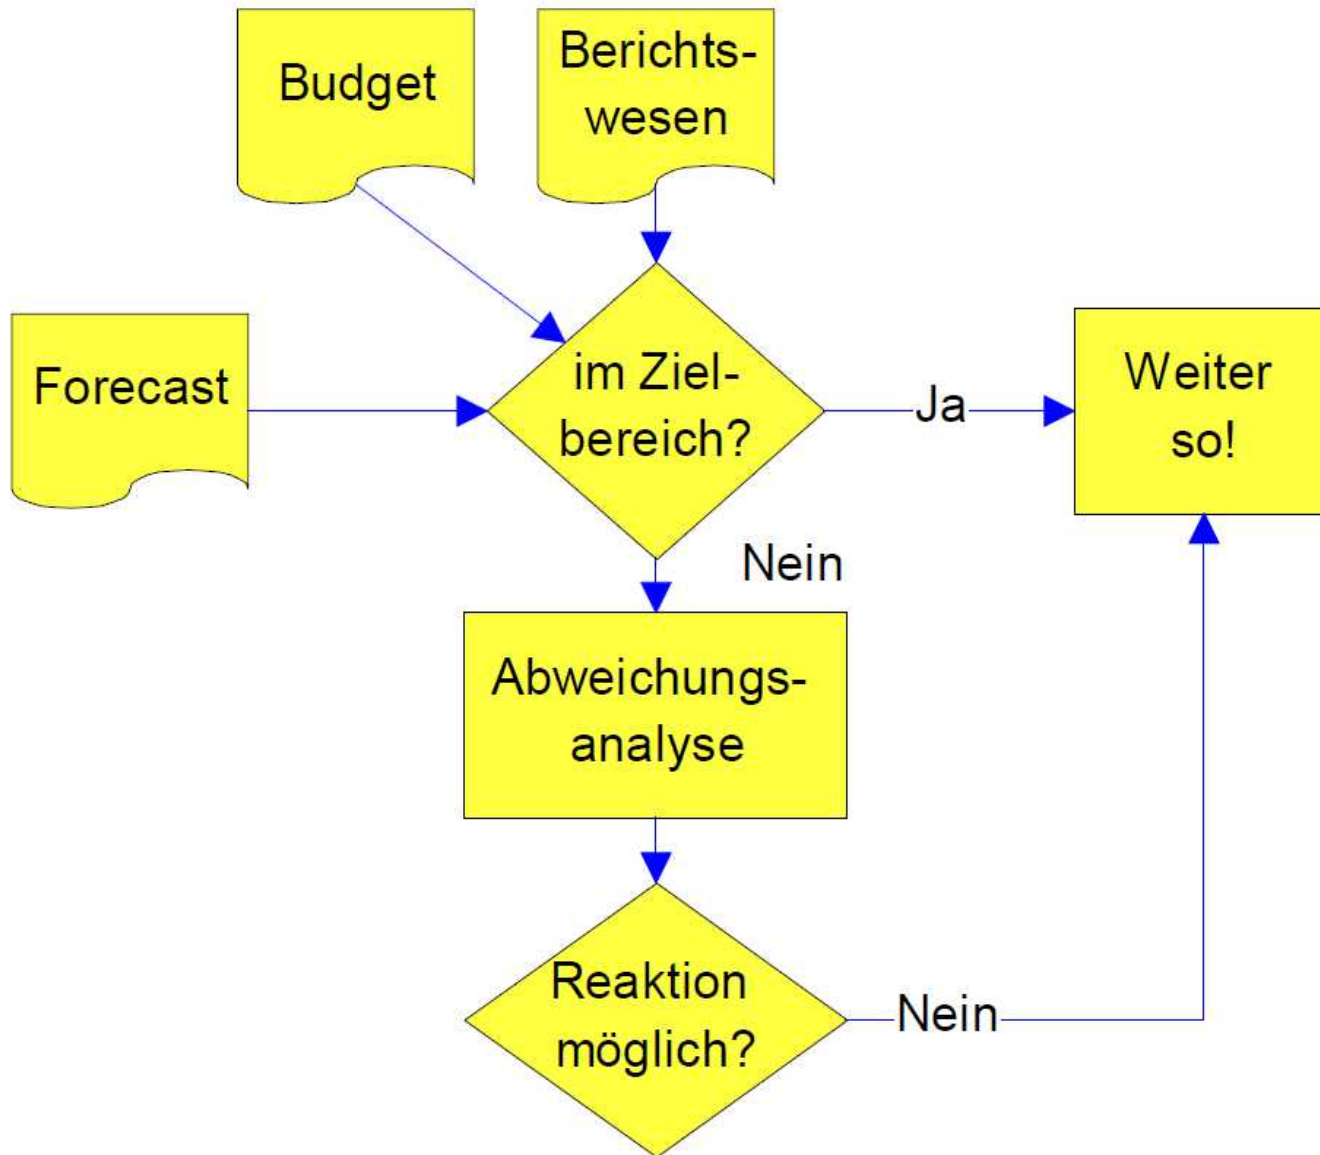 Budget
Berichts-
wesen
Forecast
im Ziel-
bereich?
Ja
Weiter
so!
Nein
Abweichungs-
analyse
Reaktion
möglich?
Nein